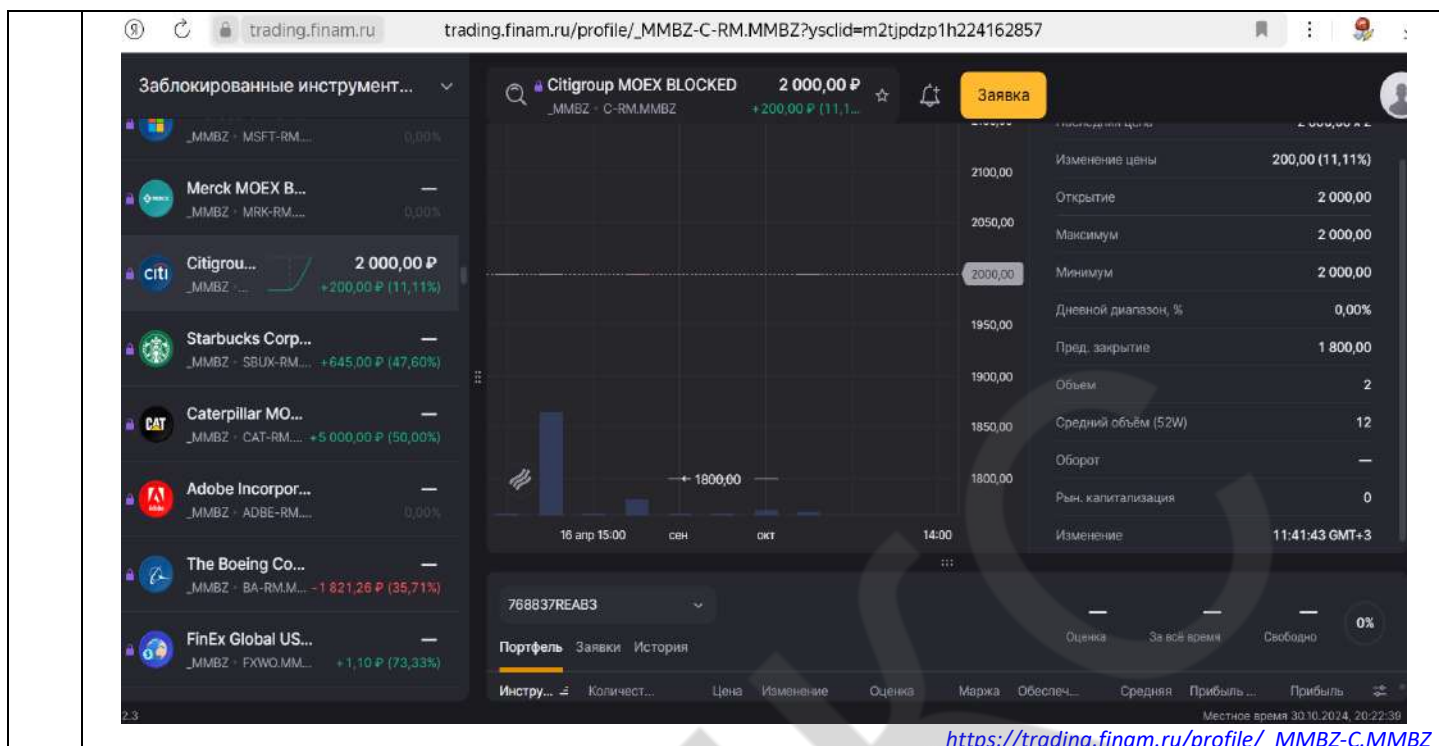 trading.finam.ru trading.finam.ru/profile/_MMBZ-C-RM.MMBZ?ysclid=m2tjpdzp1h224162857
Заблокированные инструмент...
_MMBZ · MSFT-RM.... 0,00%
Merck MOEX B... —
_MMBZ · MRK-RM.... 0,00%
citi Citigrou... 2 000,00 ₽
_MMBZ ·... +200,00 ₽ (11,11%)
Starbucks Corp... —
_MMBZ · SBUX-RM.... +645,00 ₽ (47,60%)
CAT Caterpillar MO... —
_MMBZ · CAT-RM.... +5 000,00 ₽ (50,00%)
Adobe Incorpor... —
_MMBZ · ADBE-RM.... 0,00%
The Boeing Co... —
_MMBZ · BA-RM.M... -1 821,26 ₽ (35,71%)
FinEx Global US... —
_MMBZ · FXWO.MM... +1,10 ₽ (73,33%)
2.3
Citigroup MOEX BLOCKED 2 000,00 ₽
_MMBZ · C-RM.MMBZ +200,00 ₽ (11,1...
Заявка
2100,00
2050,00
2000,00
1950,00
1900,00
1850,00
1800,00
1800,00
16 апр 15:00 сен окт 14:00
Последняя цена 2 000,00 x 2
Изменение цены 200,00 (11,11%)
Открытие 2 000,00
Максимум 2 000,00
Минимум 2 000,00
Дневной диапазон, % 0,00%
Пред. закрытие 1 800,00
Объем 2
Средний объём (52W) 12
Оборот —
Рын. капитализация 0
Изменение 11:41:43 GMT+3
768837REAB3
Оценка За всё время Свободно 0%
Портфель Заявки История
Инстру... Количест... Цена Изменение Оценка Маржа Обеспеч... Средняя Прибыль ... Прибыль
Местное время 30.10.2024, 20:22:39
https://trading.finam.ru/profile/_MMBZ-C.MMBZ